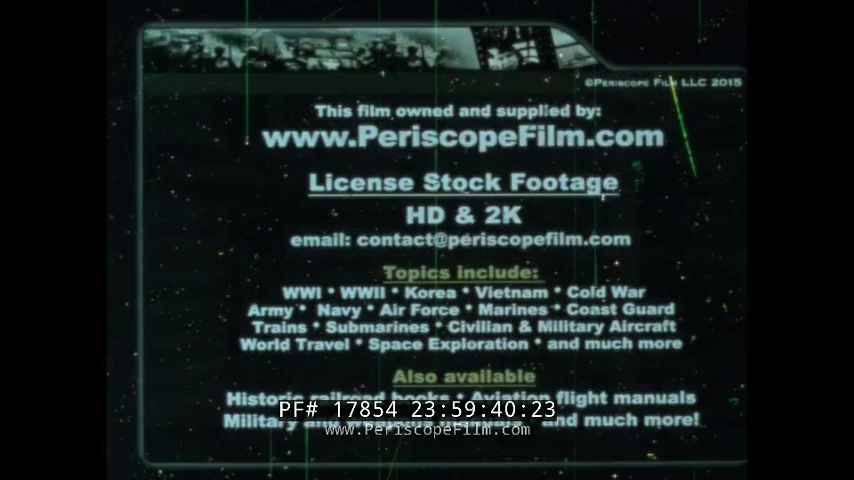 ©Periscope Film LLC 2015
This film owned and supplied by:
www.PeriscopeFilm.com
License Stock Footage
HD & 2K
email: contact@periscopefilm.com
Topics include:
WWI * WWII * Korea * Vietnam * Cold War
Army * Navy * Air Force * Marines * Coast Guard
Trains * Submarines * Civilian & Military Aircraft
World Travel * Space Exploration * and much more
Also available
Historic railroad books * Aviation flight manuals
PF# 17854 23:59:40:23
Military and and much more!
www.PeriscopeFilm.com